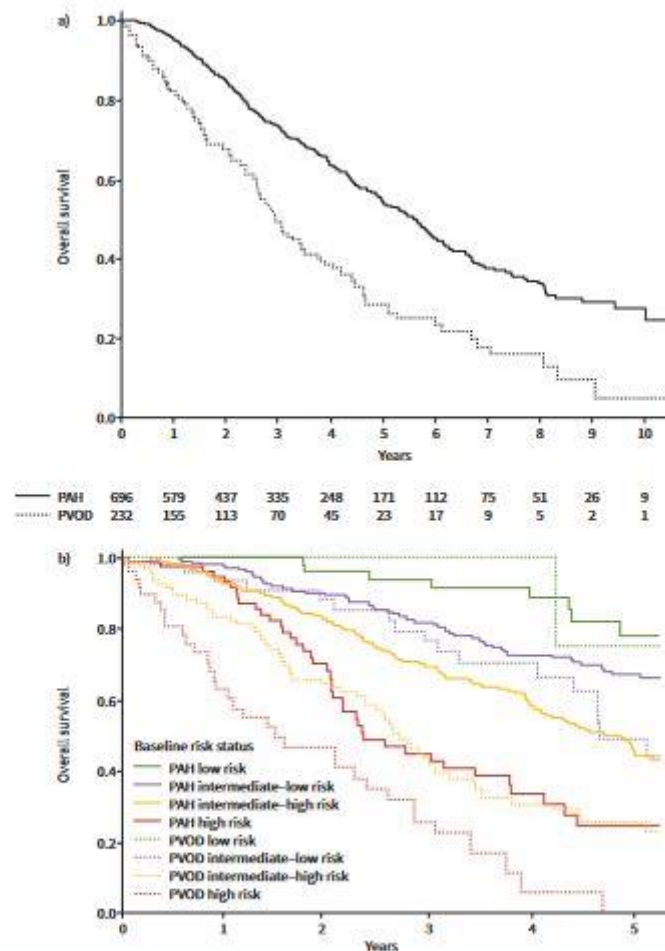 a)
1.0
0.8
0.6
0.4
0.2
0.0
Overall survival
0 1 2 3 4 5 6 7 8 9 10
Years
PAH 696 579 437 335 248 171 112 75 51 26 9
PVOD 232 155 113 70 45 23 17 9 5 2 1
b)
1.0
0.8
0.6
0.4
0.2
0.0
Overall survival
Baseline risk status
PAH low risk
PAH intermediate–low risk
PAH intermediate–high risk
PAH high risk
PVOD low risk
PVOD intermediate–low risk
PVOD intermediate–high risk
PVOD high risk
0 1 2 3 4 5
Years